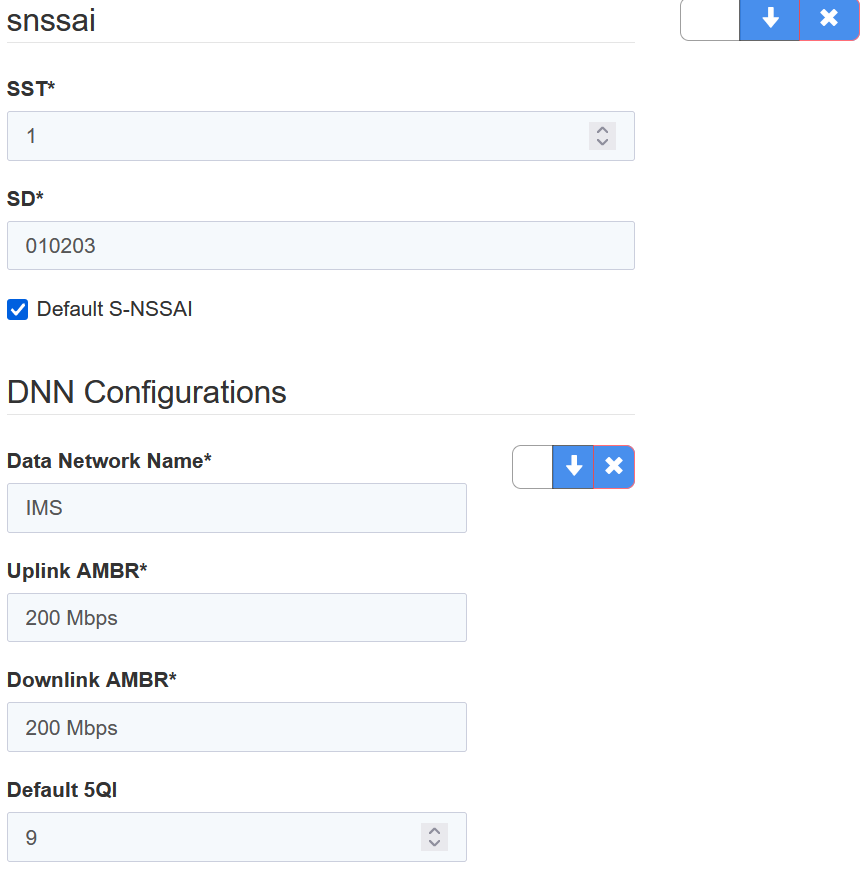 snssai
SST*
1
SD*
010203
Default S-NSSAI
DNN Configurations
Data Network Name*
IMS
Uplink AMBR*
200 Mbps
Downlink AMBR*
200 Mbps
Default 5QI
9